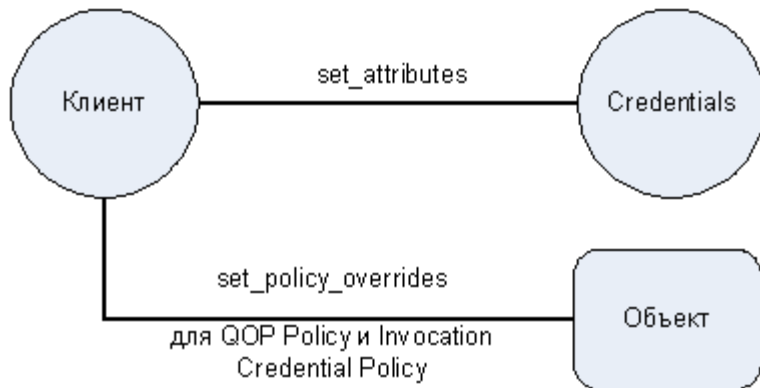 set_attributes
Клиент
Credentials
set_policy_overrides
Объект
для QOP Policy и Invocation
Credential Policy